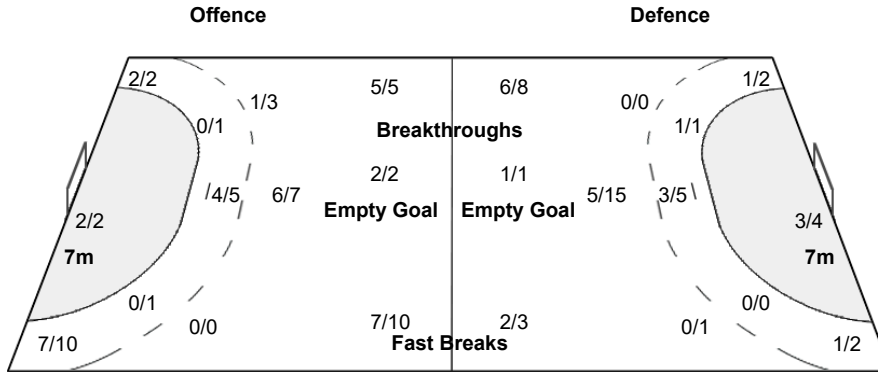 Offence Defence
2/2 5/5 6/8 1/2
1/3 0/0
0/1 Breakthroughs 1/1
2/2 1/1
4/5 6/7 5/15 3/5
Empty Goal Empty Goal
2/2 3/4
7m 7m
0/1 0/0
0/0 7/10 2/3 0/1
7/10 Fast Breaks 1/2